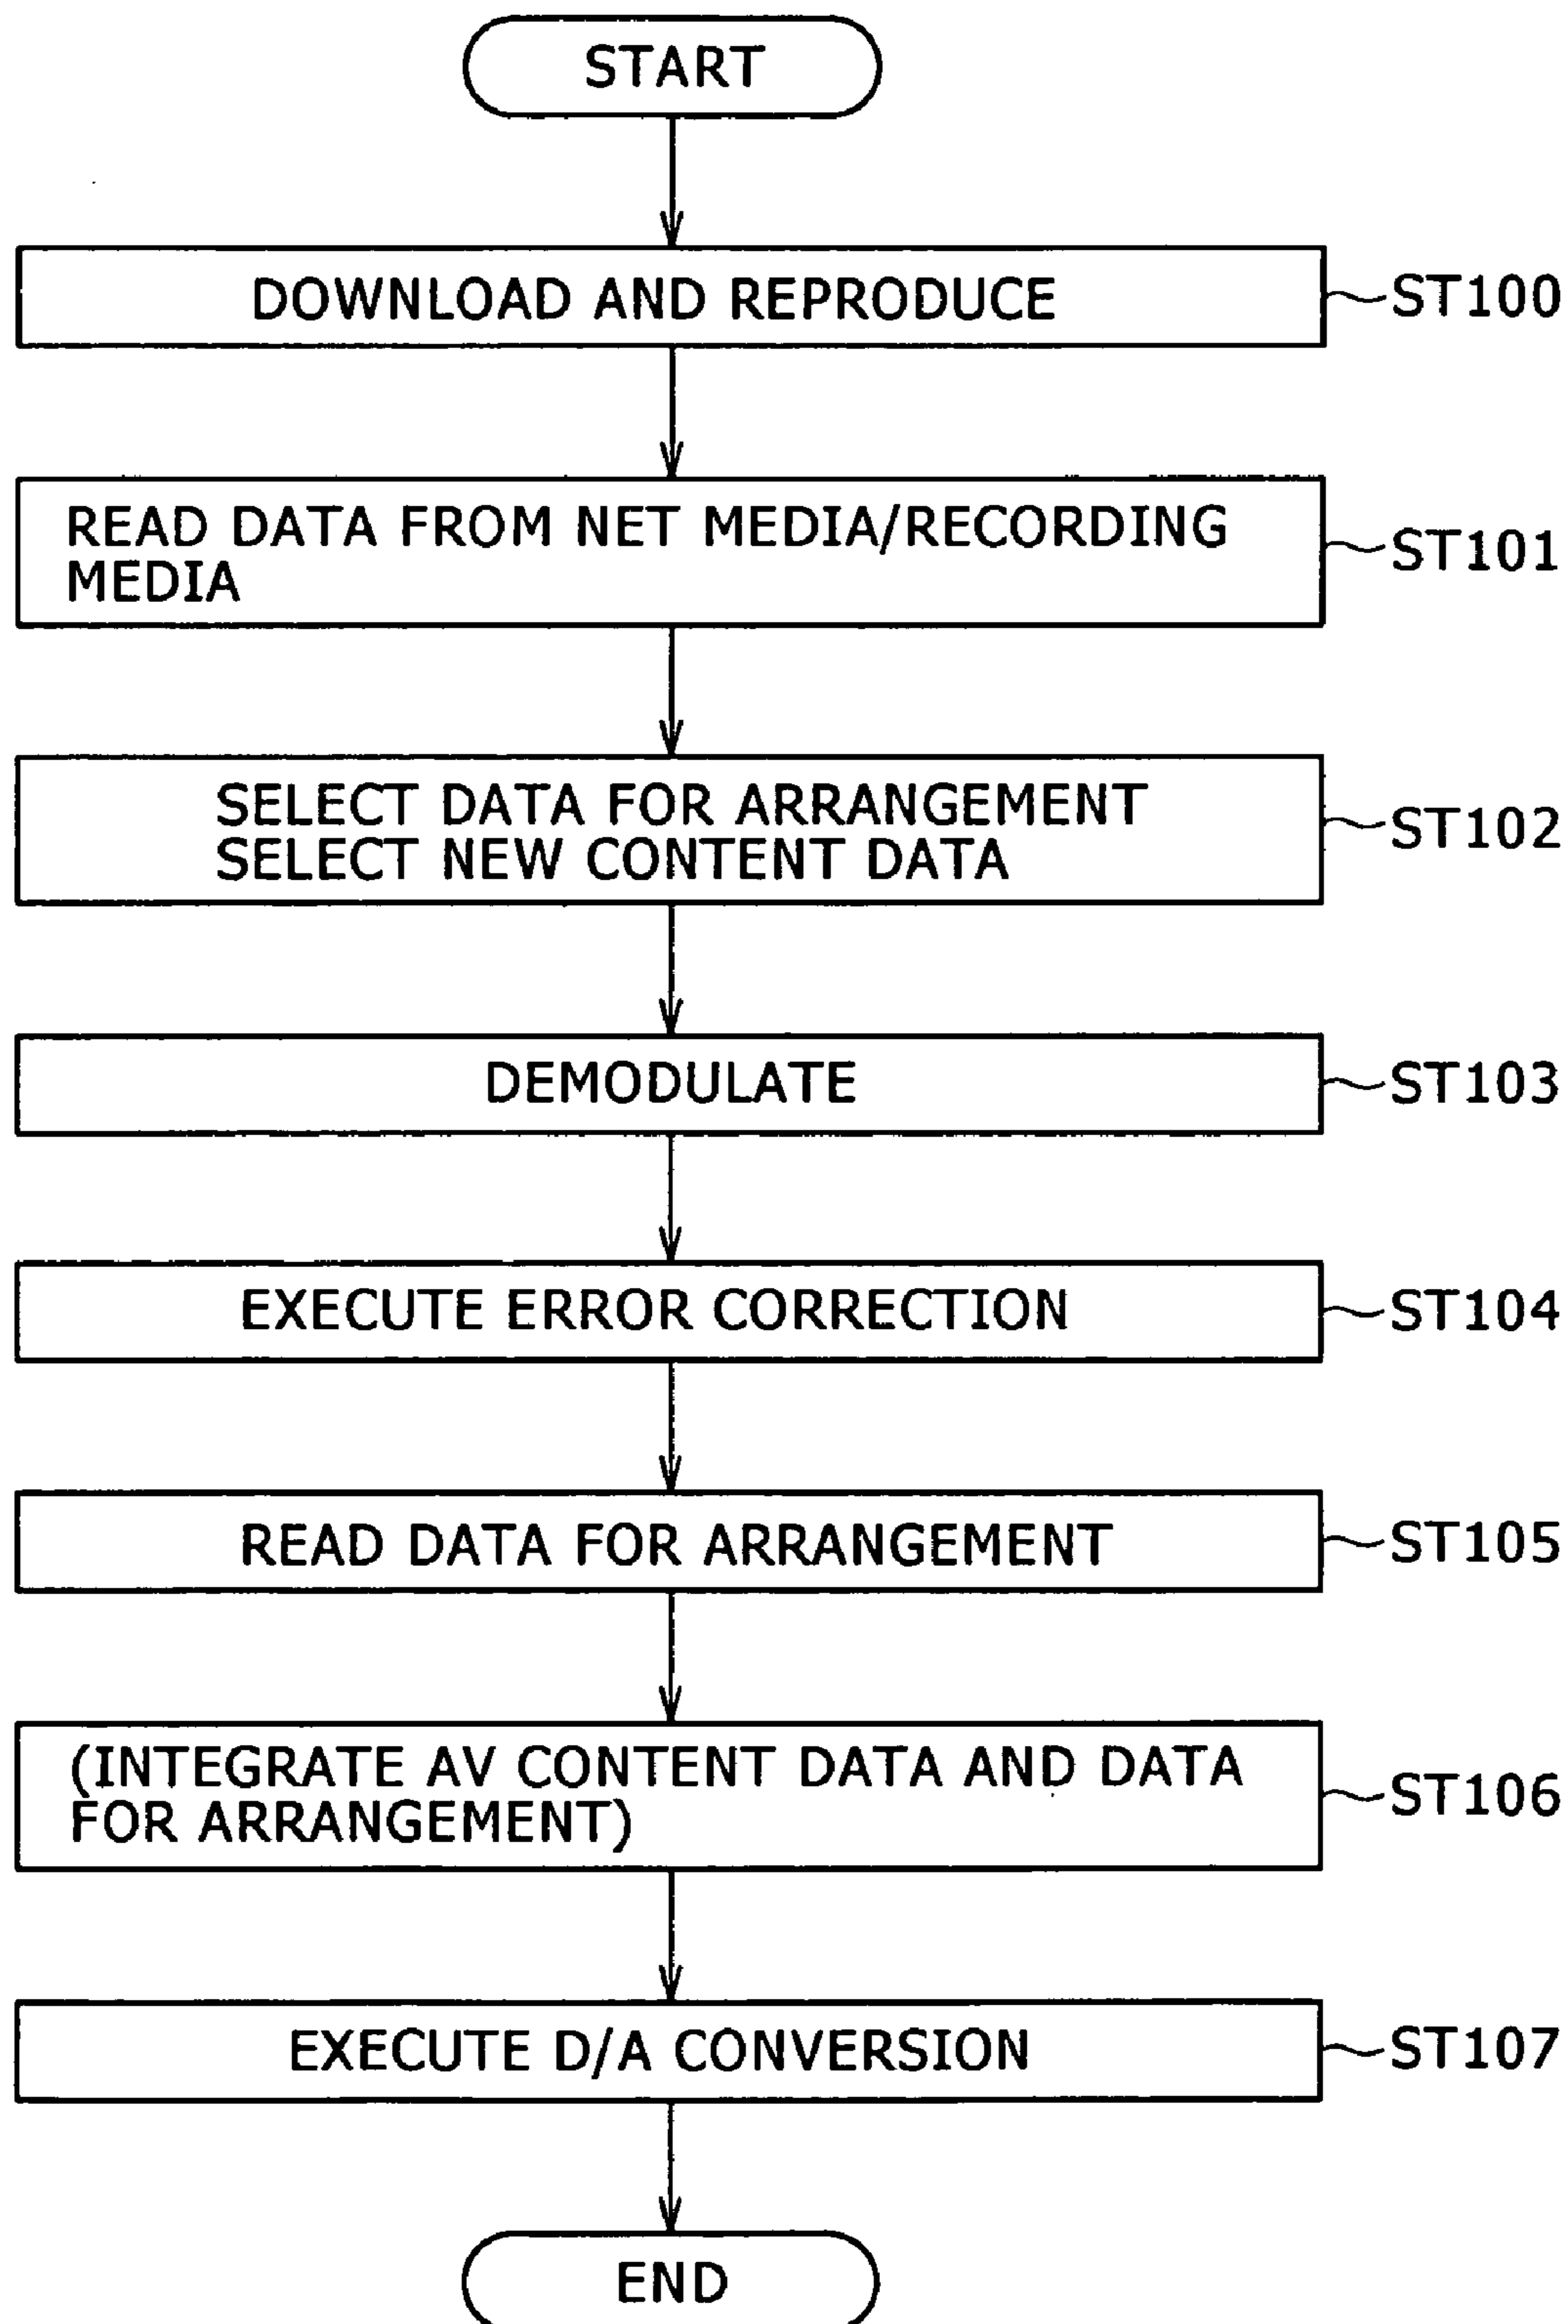 START
DOWNLOAD AND REPRODUCE
ST100
READ DATA FROM NET MEDIA/RECORDING
MEDIA
ST101
SELECT DATA FOR ARRANGEMENT
SELECT NEW CONTENT DATA
ST102
DEMODULATE
ST103
EXECUTE ERROR CORRECTION
ST104
READ DATA FOR ARRANGEMENT
ST105
(INTEGRATE AV CONTENT DATA AND DATA
FOR ARRANGEMENT)
ST106
EXECUTE D/A CONVERSION
ST107
END